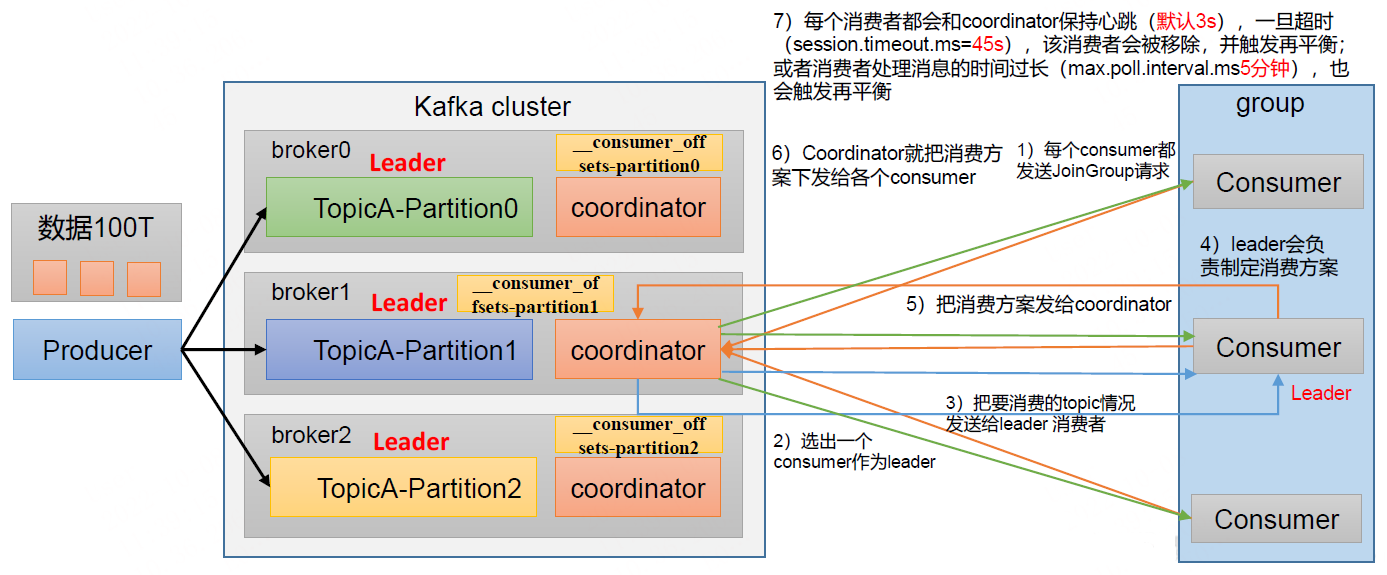 7）每个消费者都会和coordinator保持心跳（默认3s），一旦超时
（session.timeout.ms=45s），该消费者会被移除，并触发再平衡；
或者消费者处理消息的时间过长（max.poll.interval.ms5分钟），也
会触发再平衡
Kafka cluster
group
broker0
Leader
__consumer_off
sets-partition0
TopicA-Partition0
coordinator
6）Coordinator就把消费方
案下发给各个consumer
1）每个consumer都
发送JoinGroup请求
Consumer
数据100T
4）leader会负
责制定消费方案
broker1
Leader
__consumer_of
fsets-partition1
5）把消费方案发给coordinator
Producer
TopicA-Partition1
coordinator
Consumer
Leader
3）把要消费的topic情况
发送给leader 消费者
broker2
Leader
__consumer_off
sets-partition2
2）选出一个
consumer作为leader
TopicA-Partition2
coordinator
Consumer